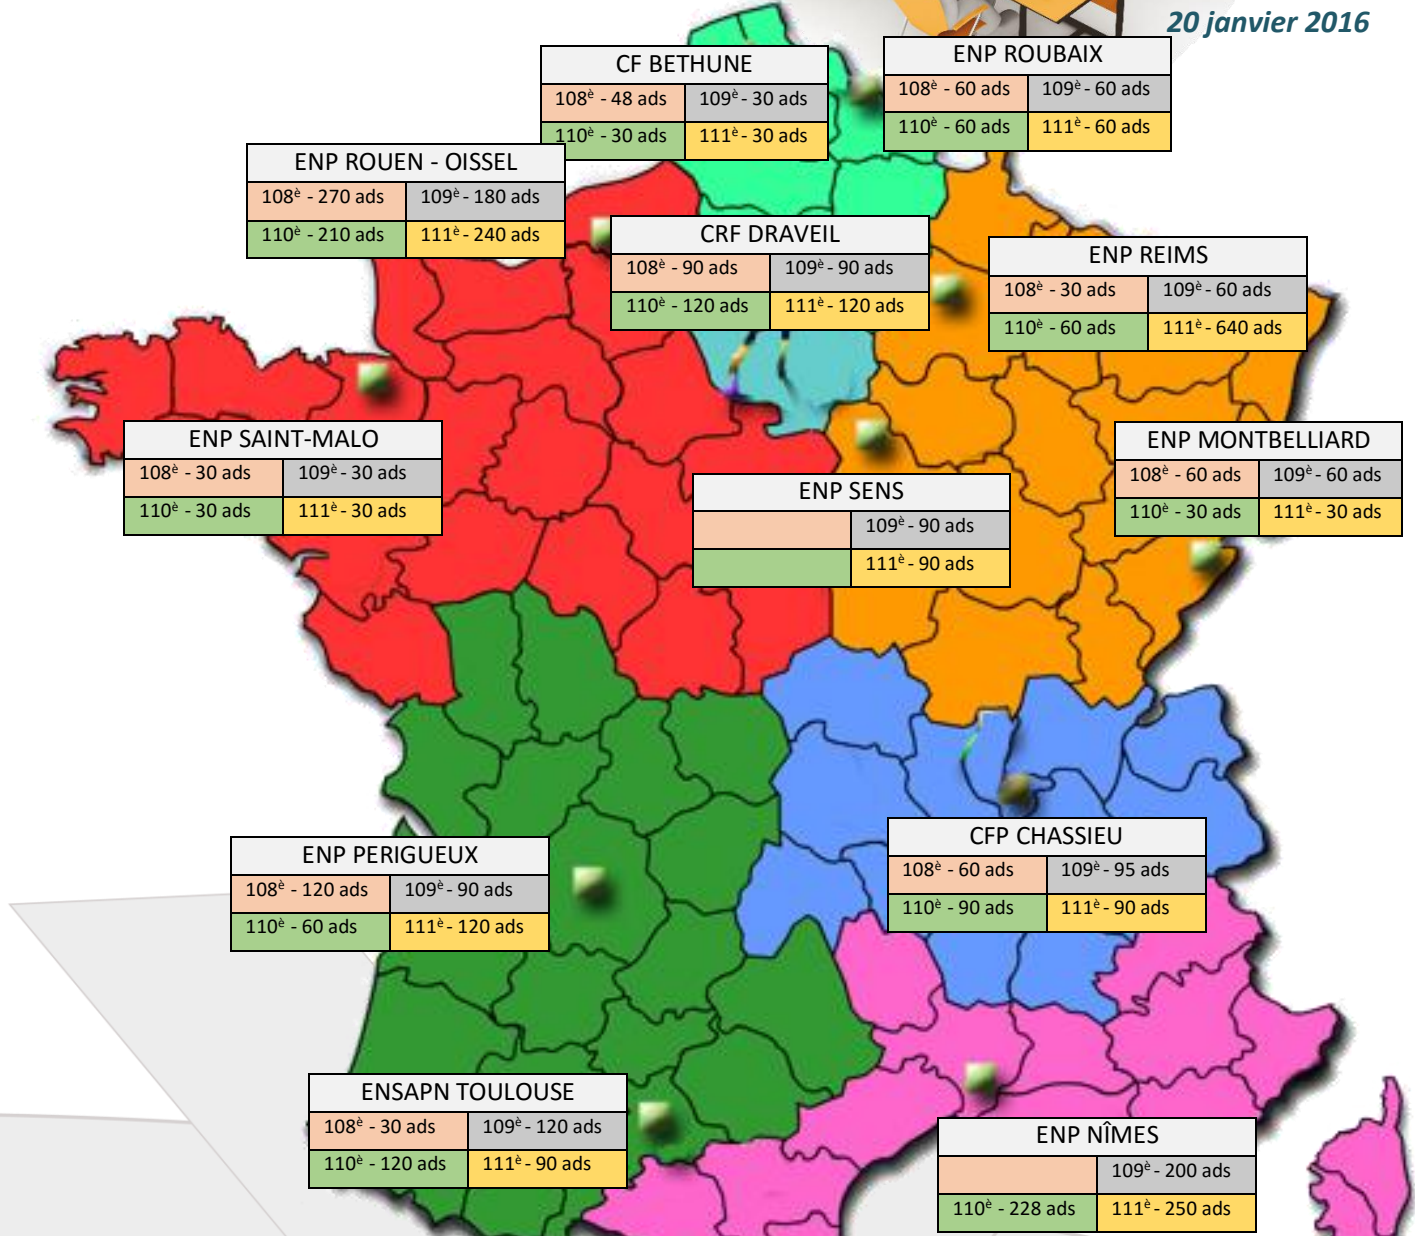 20 janvier 2016
CF BETHUNE
108è - 48 ads 109è - 30 ads
110è - 30 ads 111è - 30 ads
ENP ROUBAIX
108è - 60 ads 109è - 60 ads
110è - 60 ads 111è - 60 ads
ENP ROUEN - OISSEL
108è - 270 ads 109è - 180 ads
110è - 210 ads 111è - 240 ads
CRF DRAVEIL
108è - 90 ads 109è - 90 ads
110è - 120 ads 111è - 120 ads
ENP REIMS
108è - 30 ads 109è - 60 ads
110è - 60 ads 111è - 640 ads
ENP SAINT-MALO
108è - 30 ads 109è - 30 ads
110è - 30 ads 111è - 30 ads
ENP MONTBELLIARD
108è - 60 ads 109è - 60 ads
110è - 30 ads 111è - 30 ads
ENP SENS
109è - 90 ads
111è - 90 ads
CFP CHASSIEU
108è - 60 ads 109è - 95 ads
110è - 90 ads 111è - 90 ads
ENP PERIGUEUX
108è - 120 ads 109è - 90 ads
110è - 60 ads 111è - 120 ads
ENSAPN TOULOUSE
108è - 30 ads 109è - 120 ads
110è - 120 ads 111è - 90 ads
ENP NÎMES
109è - 200 ads
110è - 228 ads 111è - 250 ads